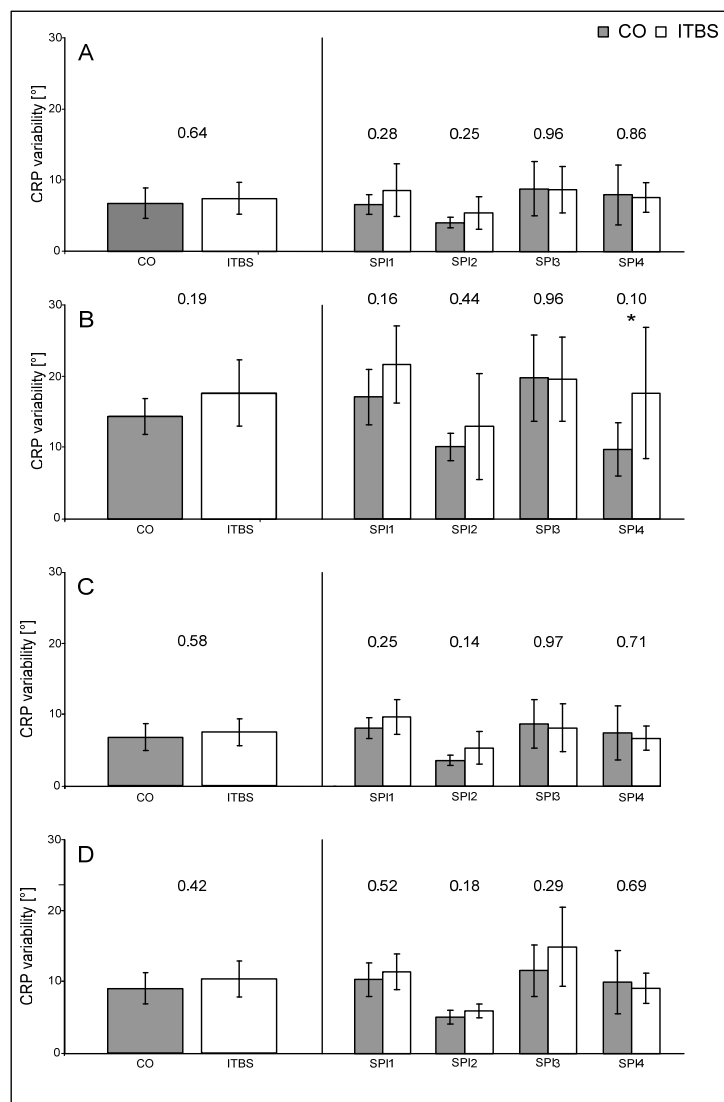 CO ITBS
A
CRP variability [°]
30
20
10
0
0.64 0.28 0.25 0.96 0.86
CO ITBS SPI1 SPI2 SPI3 SPI4
B
CRP variability [°]
30
20
10
0
0.19 0.16 0.44 0.96 0.10
*
CO ITBS SPI1 SPI2 SPI3 SPI4
C
CRP variability [°]
30
20
10
0
0.58 0.25 0.14 0.97 0.71
CO ITBS SPI1 SPI2 SPI3 SPI4
D
CRP variability [°]
30
20
10
0
0.42 0.52 0.18 0.29 0.69
CO ITBS SPI1 SPI2 SPI3 SPI4